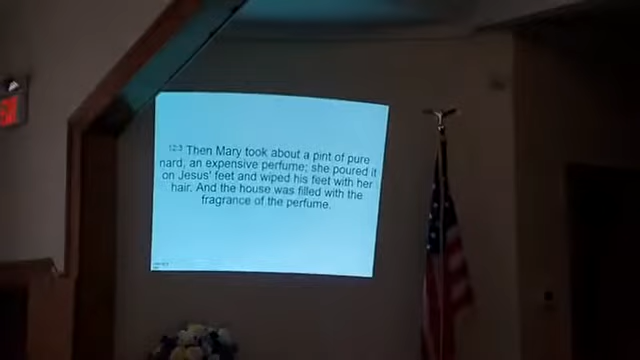 12:3 Then Mary took about a pint of pure
nard, an expensive perfume; she poured it
on Jesus' feet and wiped his feet with her
hair. And the house was filled with the
fragrance of the perfume.